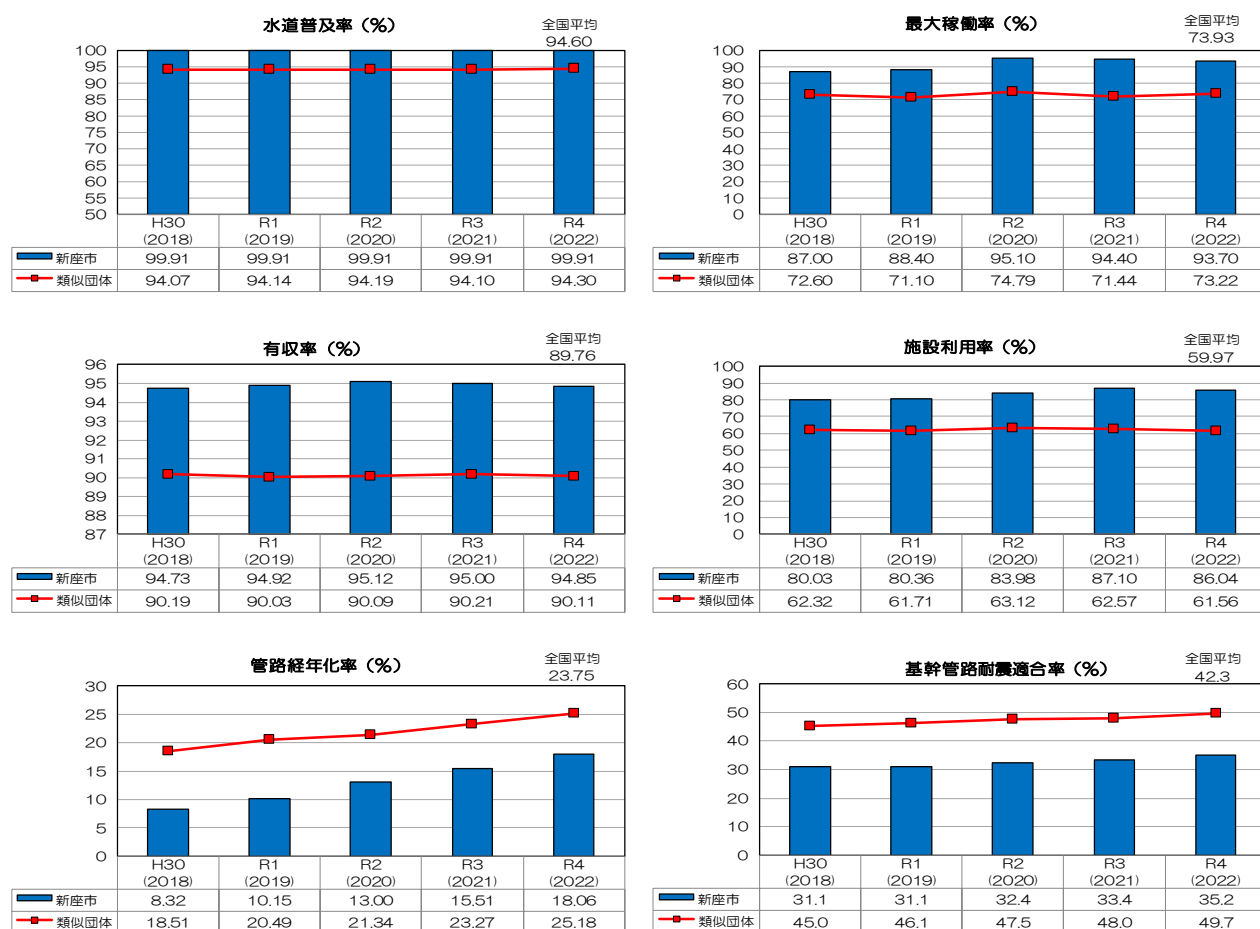 水道普及率（%）
全国平均
94.60
100
95
90
85
80
75
70
65
60
55
50
H30 R1 R2 R3 R4
(2018) (2019) (2020) (2021) (2022)
新座市 99.91 99.91 99.91 99.91 99.91
類似団体 94.07 94.14 94.19 94.10 94.30
最大稼働率（%）
全国平均
73.93
100
90
80
70
60
50
40
30
20
10
0
H30 R1 R2 R3 R4
(2018) (2019) (2020) (2021) (2022)
新座市 87.00 88.40 95.10 94.40 93.70
類似団体 72.60 71.10 74.79 71.44 73.22
有収率（%）
全国平均
89.76
96
95
94
93
92
91
90
89
88
87
H30 R1 R2 R3 R4
(2018) (2019) (2020) (2021) (2022)
新座市 94.73 94.92 95.12 95.00 94.85
類似団体 90.19 90.03 90.09 90.21 90.11
施設利用率（%）
全国平均
59.97
100
90
80
70
60
50
40
30
20
10
0
H30 R1 R2 R3 R4
(2018) (2019) (2020) (2021) (2022)
新座市 80.03 80.36 83.98 87.10 86.04
類似団体 62.32 61.71 63.12 62.57 61.56
管路経年化率（%）
全国平均
23.75
30
25
20
15
10
5
0
H30 R1 R2 R3 R4
(2018) (2019) (2020) (2021) (2022)
新座市 8.32 10.15 13.00 15.51 18.06
類似団体 18.51 20.49 21.34 23.27 25.18
基幹管路耐震適合率（%）
全国平均
42.3
60
50
40
30
20
10
0
H30 R1 R2 R3 R4
(2018) (2019) (2020) (2021) (2022)
新座市 31.1 31.1 32.4 33.4 35.2
類似団体 45.0 46.1 47.5 48.0 49.7